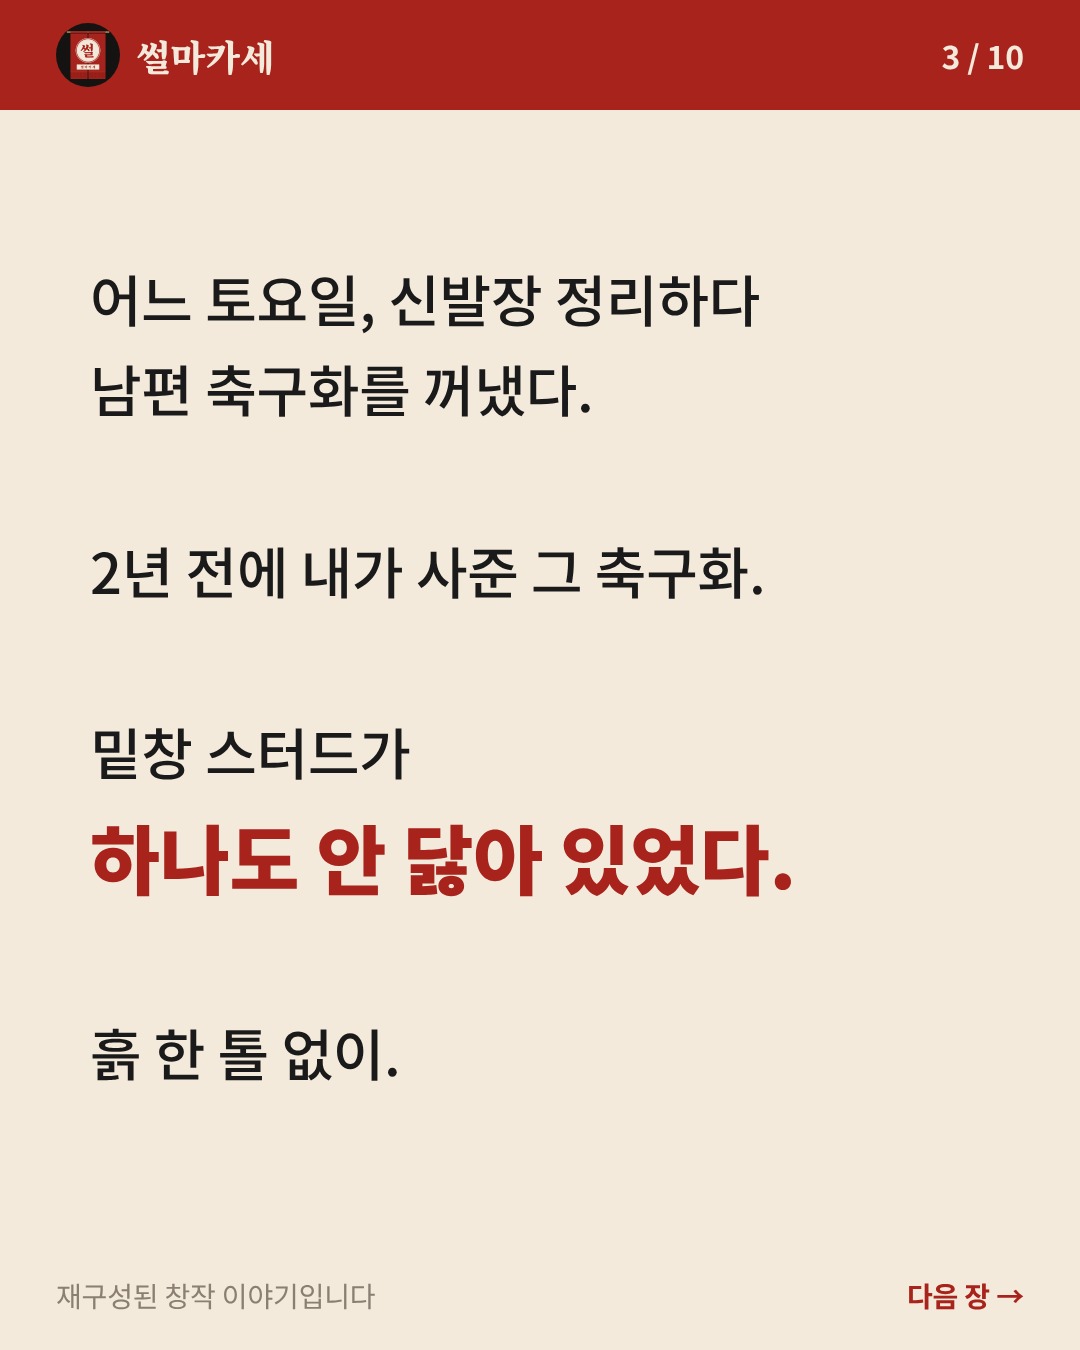 썰
썰마카세
3 / 10
어느 토요일, 신발장 정리하다
남편 축구화를 꺼냈다.
2년 전에 내가 사준 그 축구화.
밑창 스터드가
하나도 안 닳아 있었다.
흙 한 톨 없이.
재구성된 창작 이야기입니다
다음 장 →